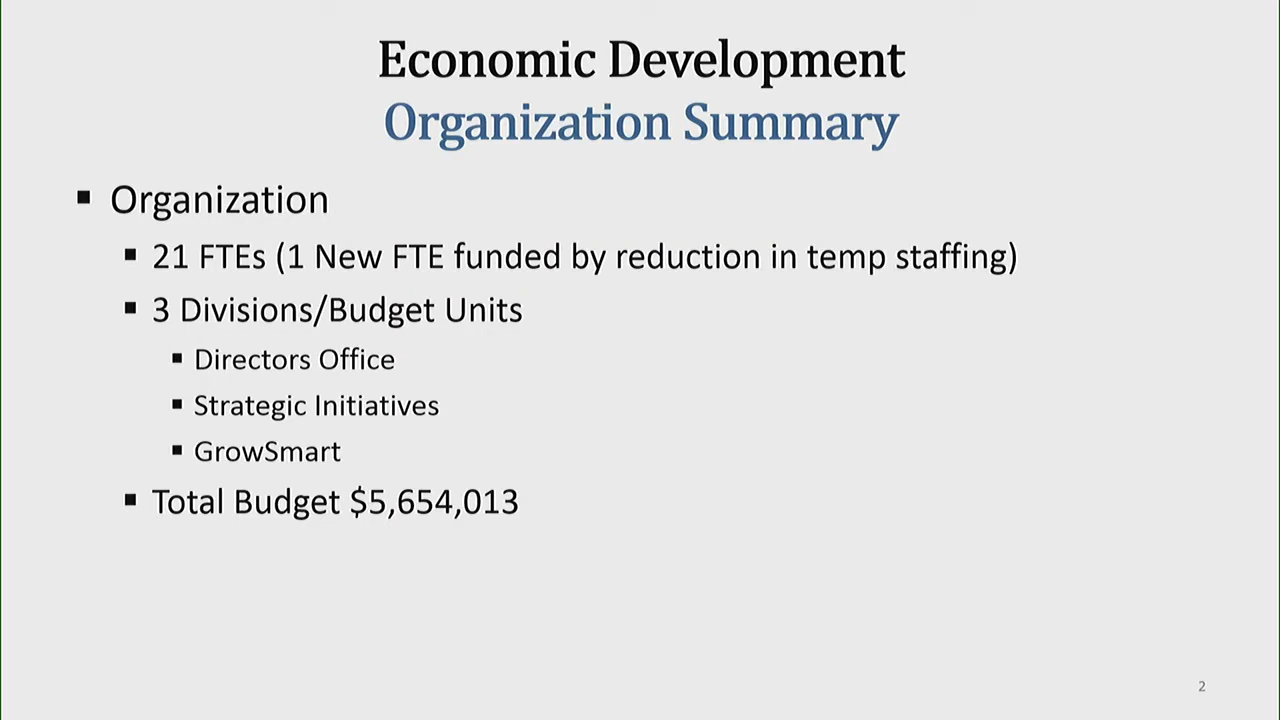 Economic Development
Organization Summary
▪ Organization
▪ 21 FTEs (1 New FTE funded by reduction in temp staffing)
▪ 3 Divisions/Budget Units
▪ Directors Office
▪ Strategic Initiatives
▪ GrowSmart
▪ Total Budget $5,654,013
2